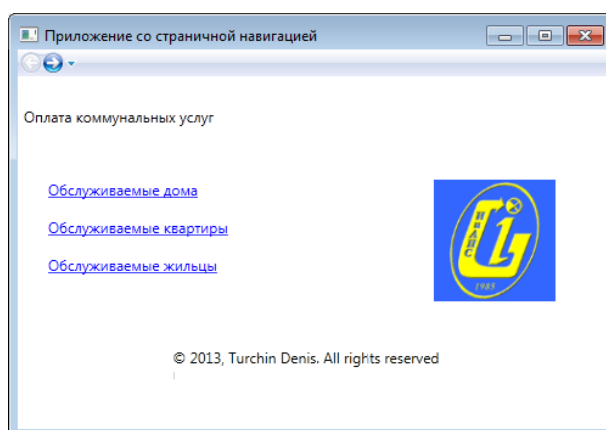 Приложение со страничной навигацией
Оплата коммунальных услуг
Обслуживаемые дома
Обслуживаемые квартиры
Обслуживаемые жильцы
1985
© 2013, Turchin Denis. All rights reserved